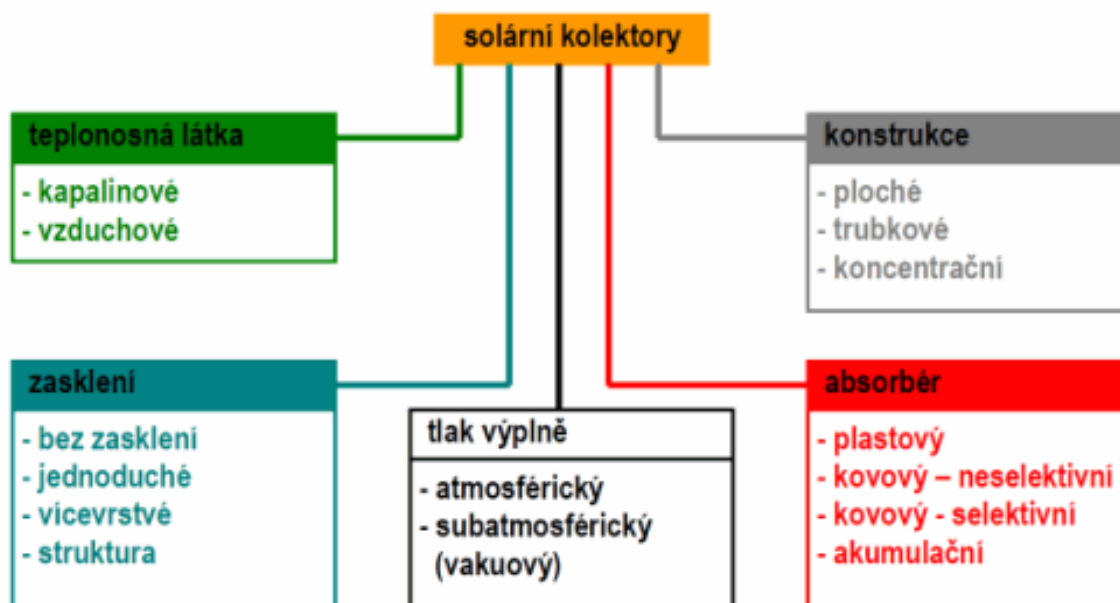 solární kolektory
teplonosná látka
- kapalinové
- vzduchové
konstrukce
- ploché
- trubkové
- koncentrační
zasklení
- bez zasklení
- jednoduché
- vícevrstvé
- struktura
tlak výplně
- atmosférický
- subatmosférický
(vakuový)
absorbér
- plastový
- kovový – neselektivní
- kovový - selektivní
- akumulační